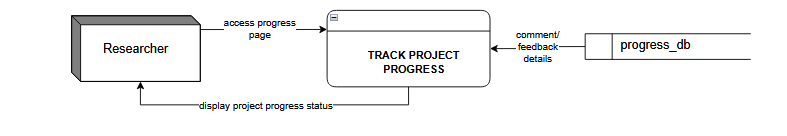 access progress
page
Researcher
TRACK PROJECT
PROGRESS
comment/
feedback
details
progress_db
display project progress status